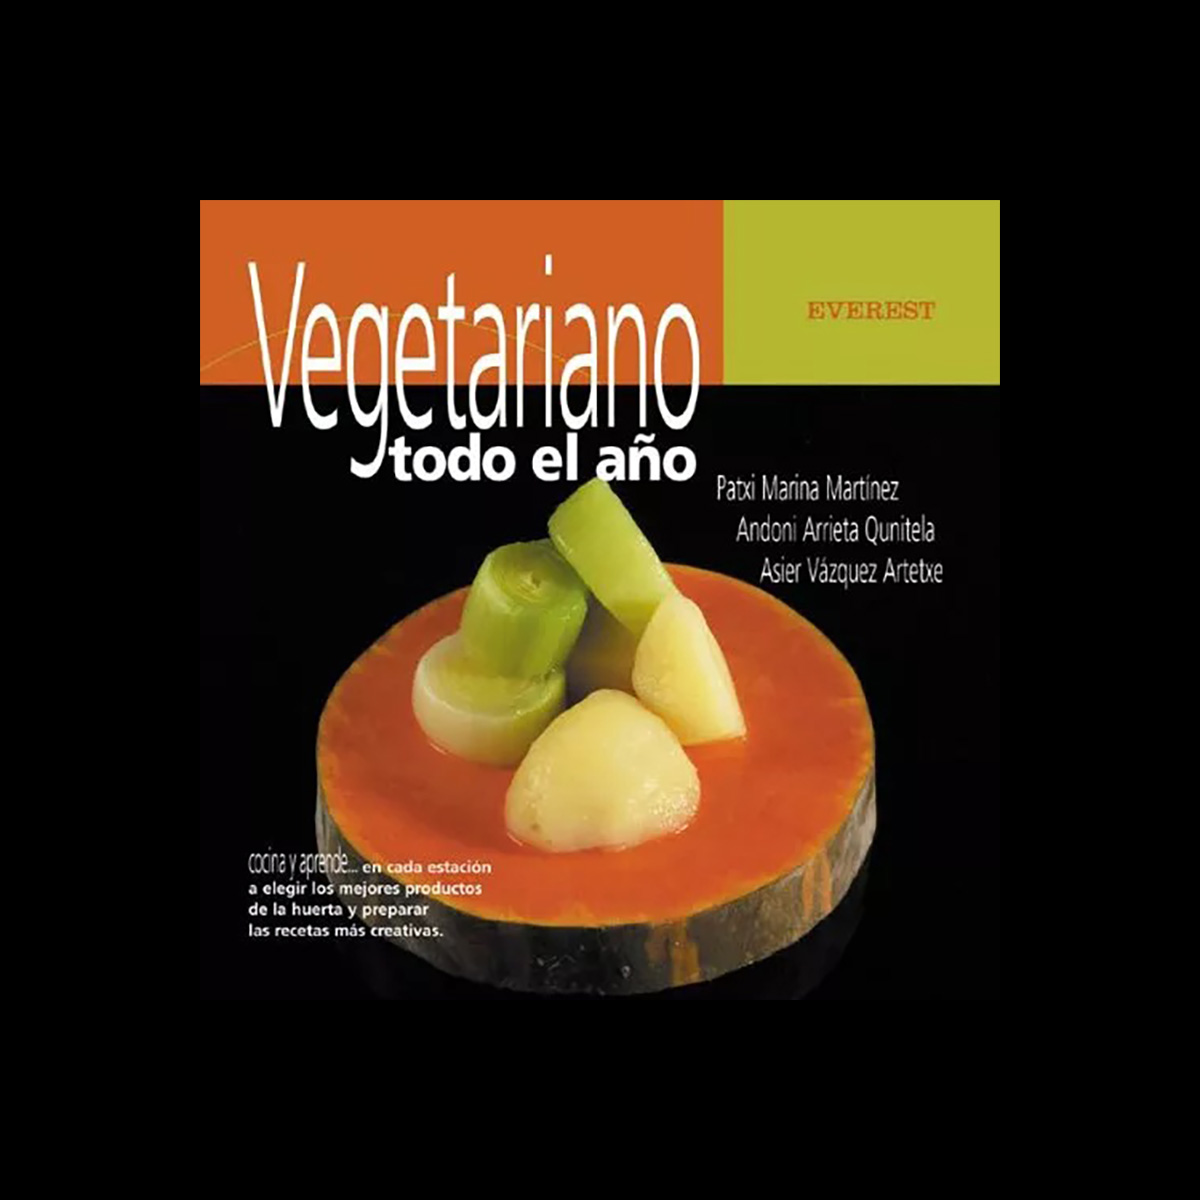 EVEREST
Vegetariano
todo el año
Patxi Marina Martínez
Andoni Arrieta Qunitela
Asier Vázquez Artetxe
cocina y aprende... en cada estación
a elegir los mejores productos
de la huerta y preparar
las recetas más creativas.